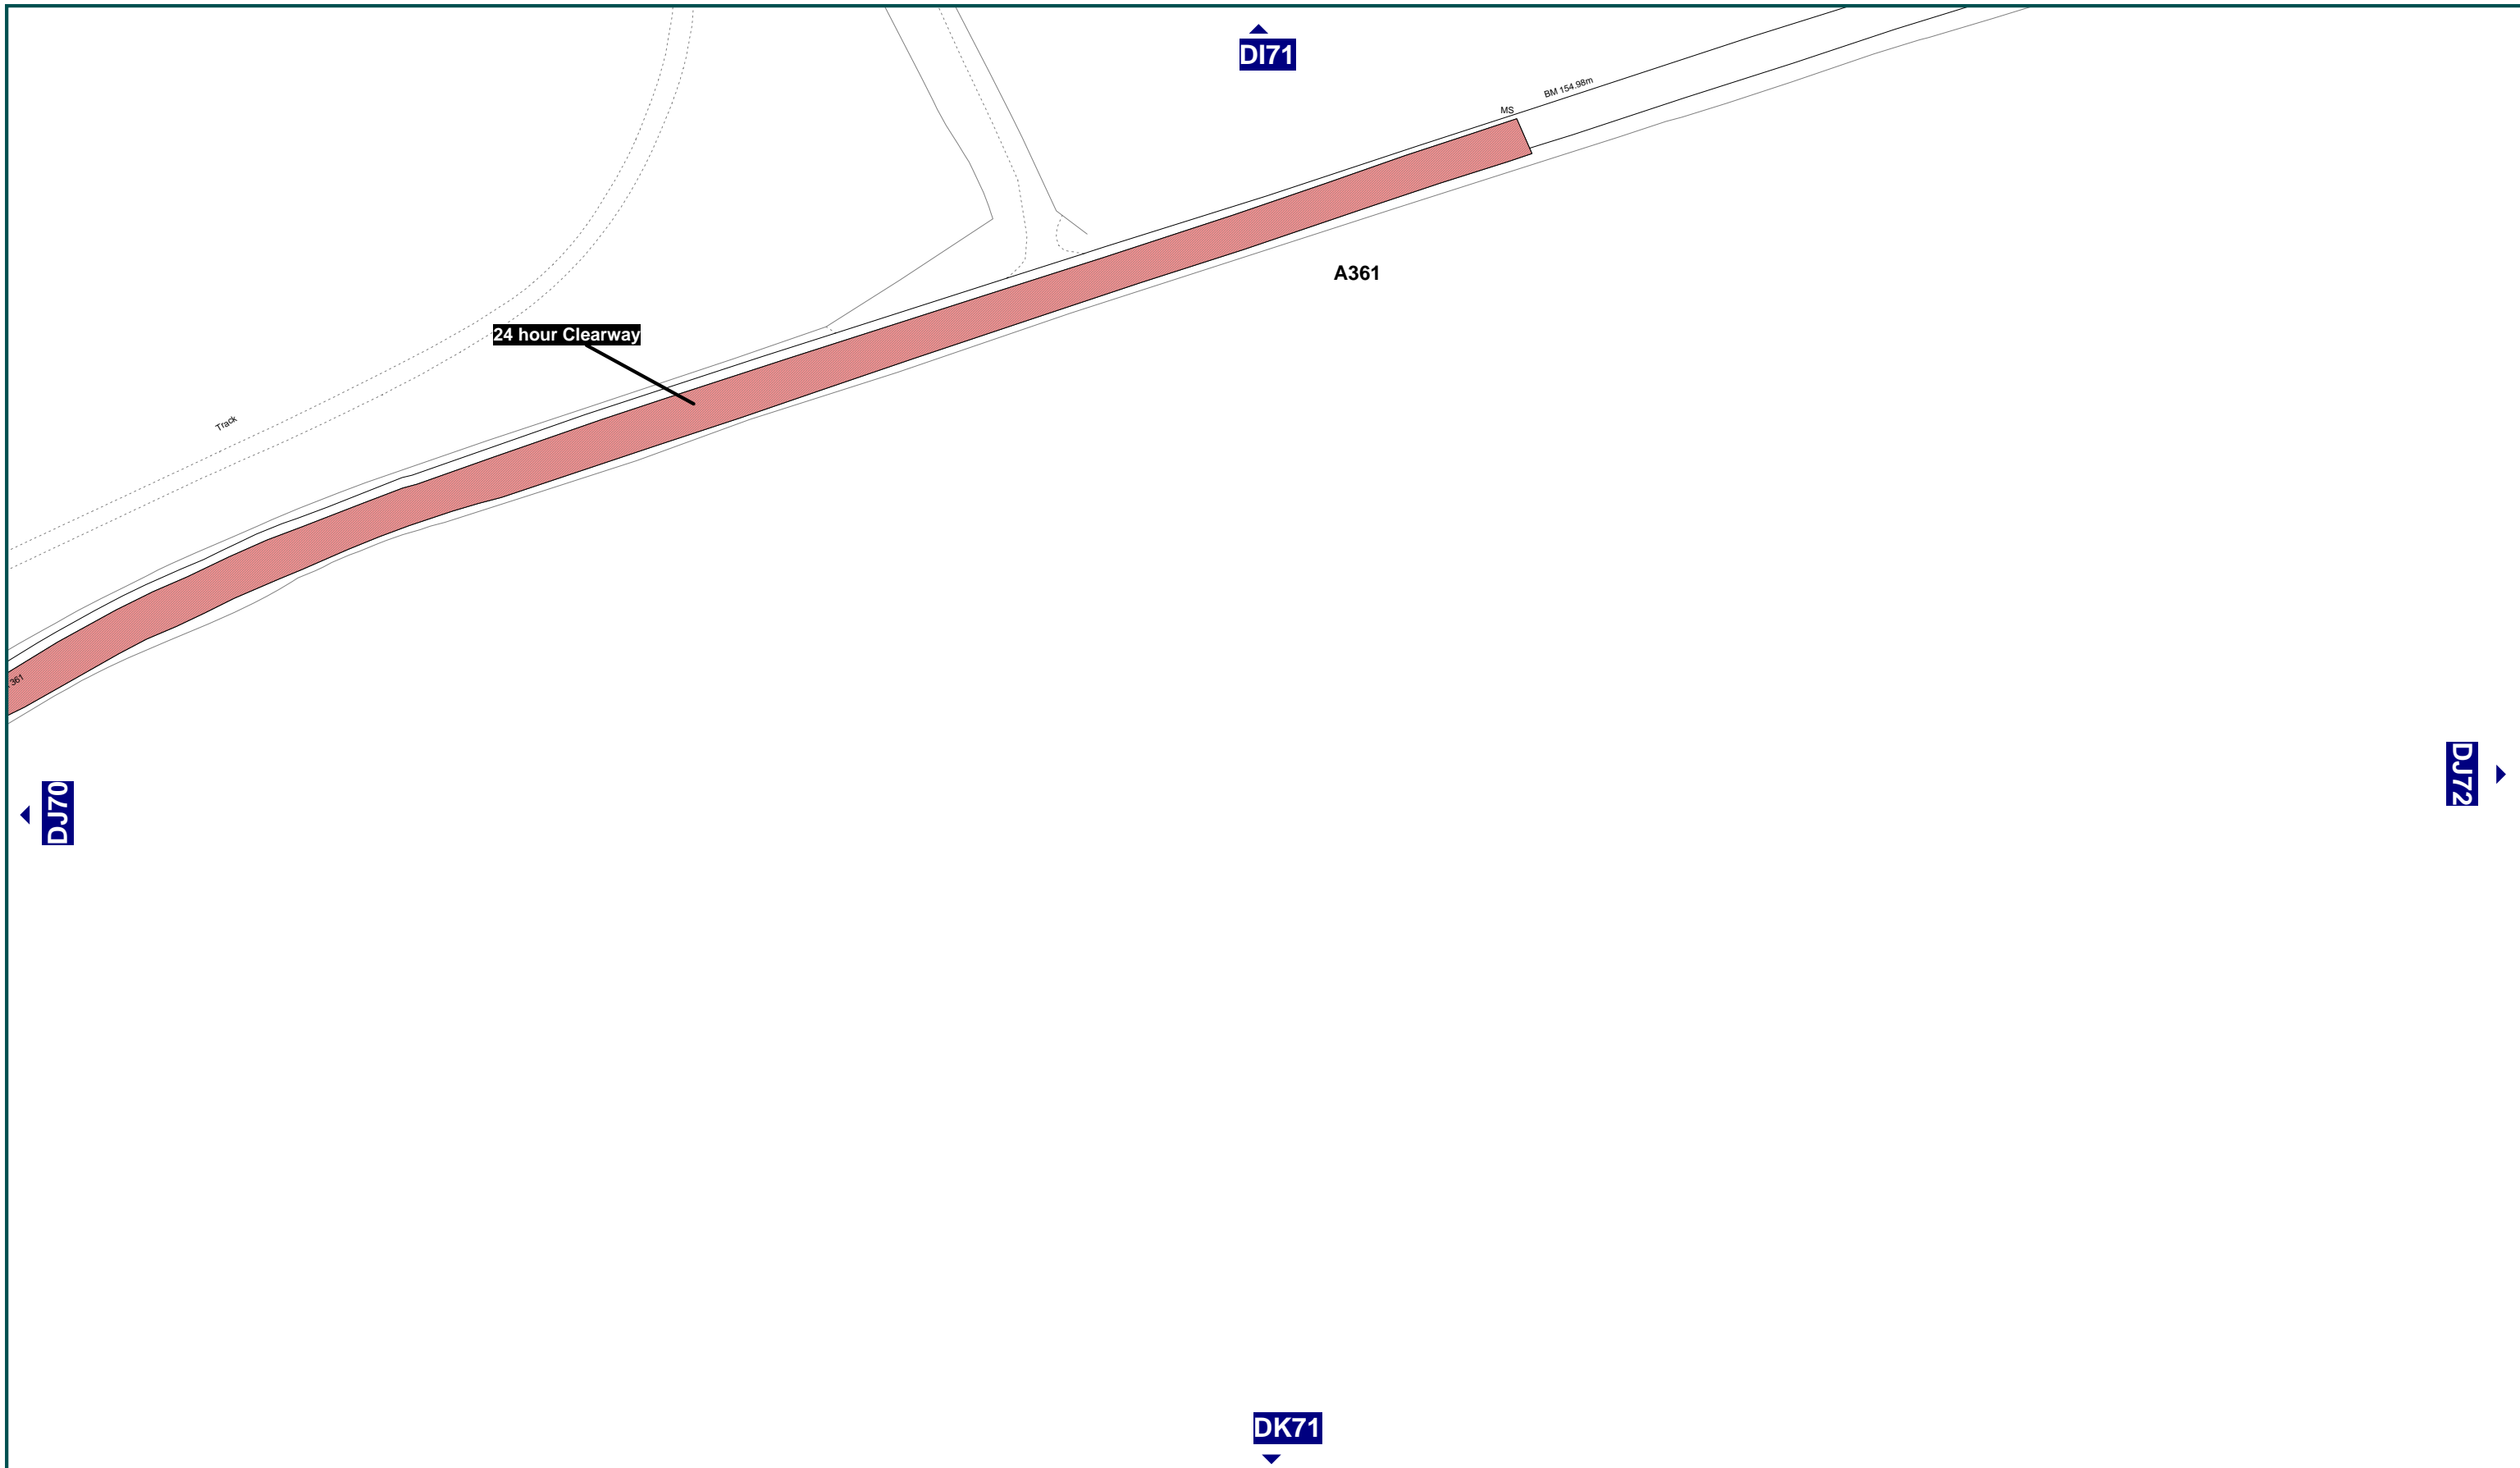 DI71
BM 154.98m
MS
A361
24 hour Clearway
Track
361
DJ70
DJ72
DK71